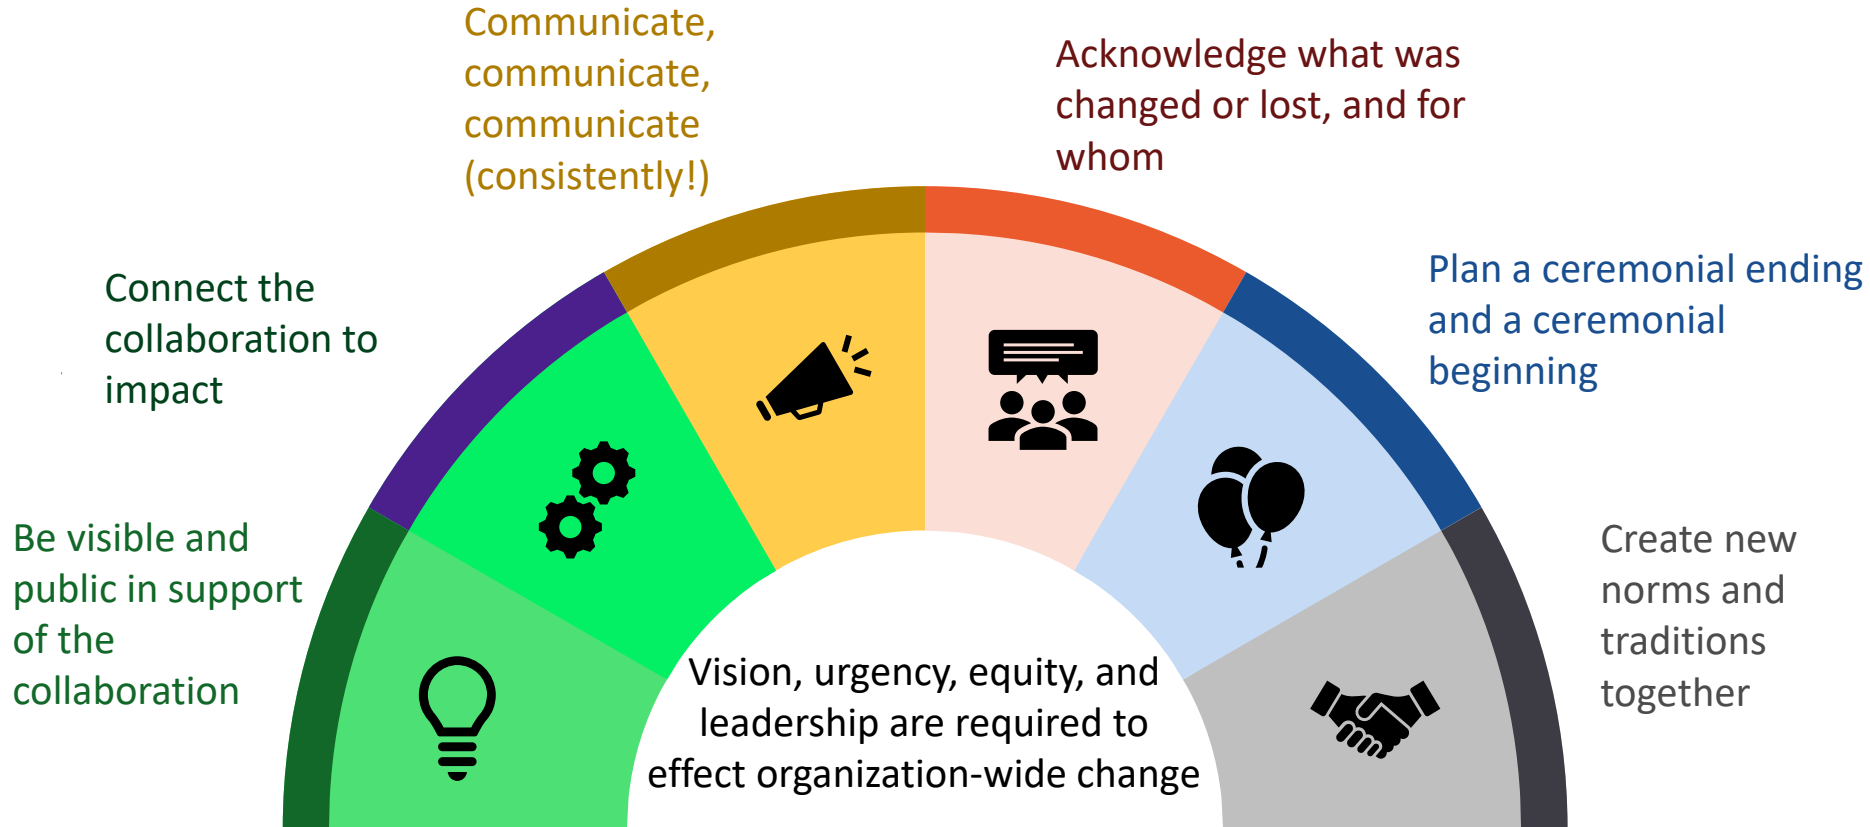 Communicate,
communicate,
communicate
(consistently!)
Acknowledge what was
changed or lost, and for
whom
Connect the
collaboration to
impact
Plan a ceremonial ending
and a ceremonial
beginning
Be visible and
public in support
of the
collaboration
Create new
norms and
traditions
together
Vision, urgency, equity, and
leadership are required to
effect organization-wide change